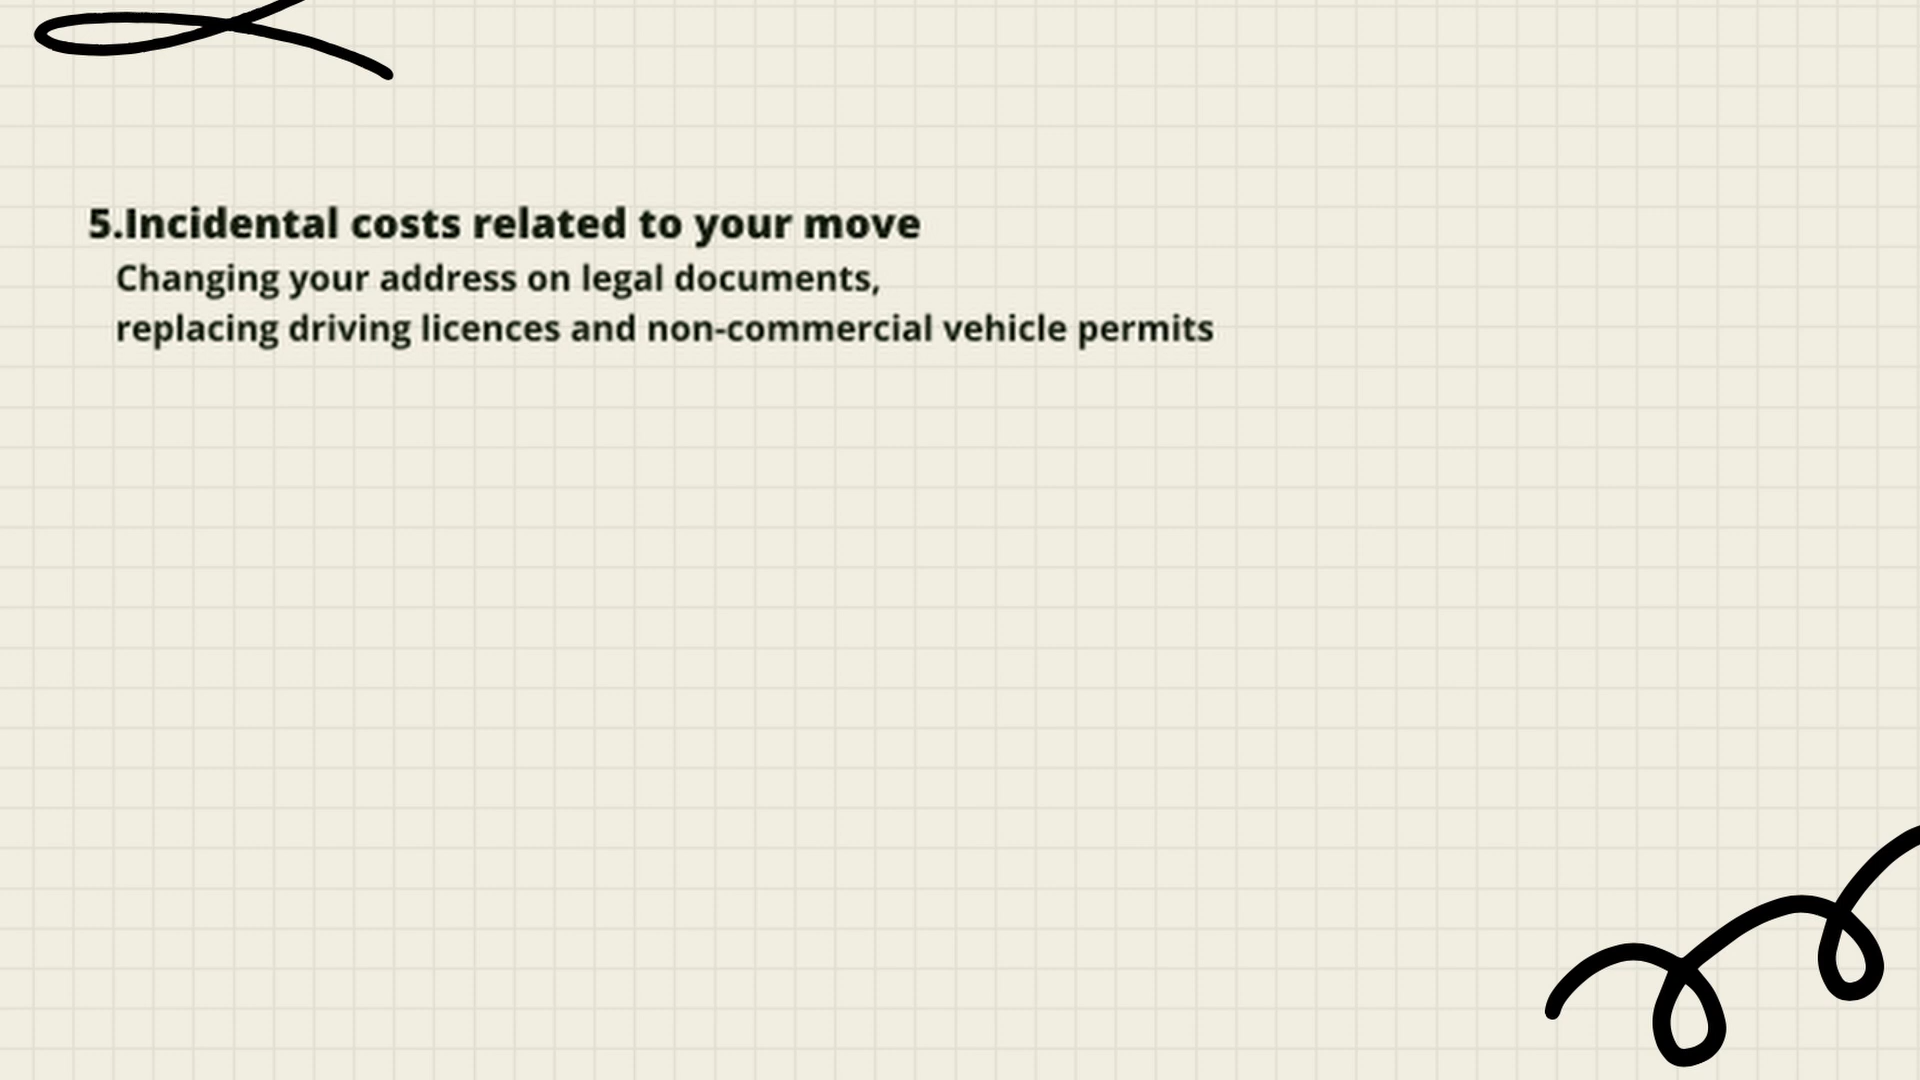 5.Incidental costs related to your move
Changing your address on legal documents,
replacing driving licences and non-commercial vehicle permits